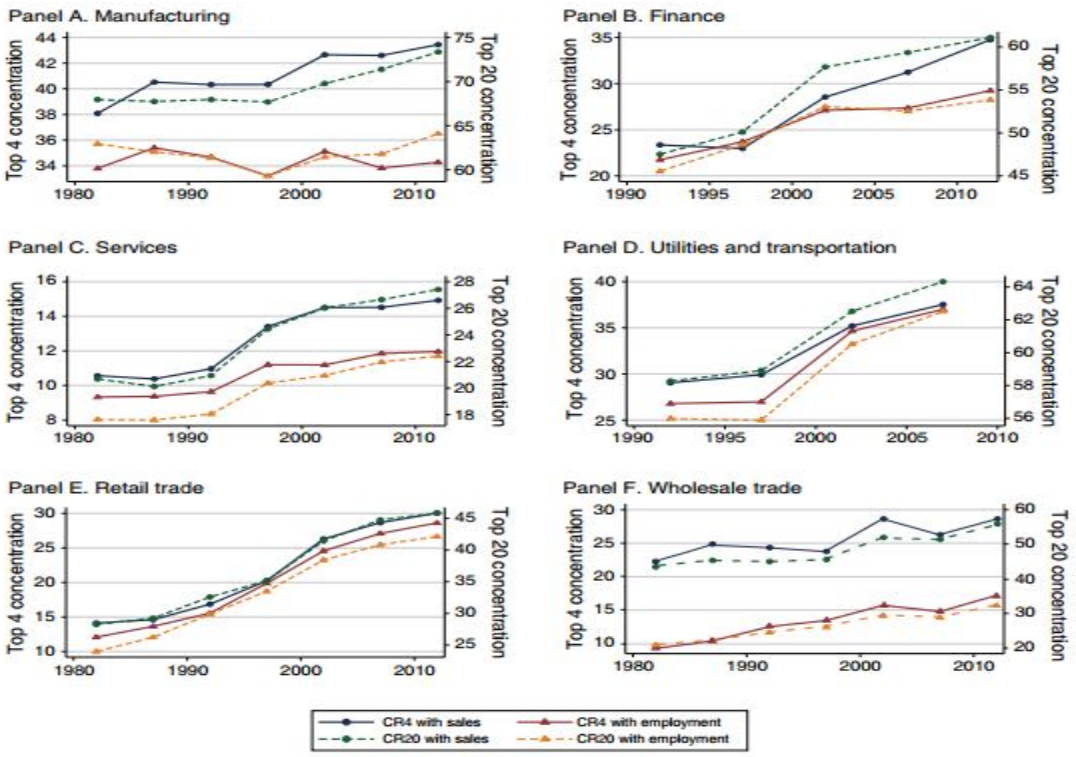 Panel A. Manufacturing
Top 4 concentration
44
42
40
38
36
34
75
70
65
60
Top 20 concentration
1980 1990 2000 2010
Panel B. Finance
Top 4 concentration
35
30
25
20
60
55
50
45
Top 20 concentration
1990 1995 2000 2005 2010
Panel C. Services
Top 4 concentration
16
14
12
10
8
28
26
24
22
20
18
Top 20 concentration
1980 1990 2000 2010
Panel D. Utilities and transportation
Top 4 concentration
40
35
30
25
64
62
60
58
56
Top 20 concentration
1990 1995 2000 2005 2010
Panel E. Retail trade
Top 4 concentration
30
25
20
15
10
45
40
35
30
25
Top 20 concentration
1980 1990 2000 2010
Panel F. Wholesale trade
Top 4 concentration
30
25
20
15
10
60
50
40
30
20
Top 20 concentration
1980 1990 2000 2010
CR4 with sales CR4 with employment
CR20 with sales CR20 with employment